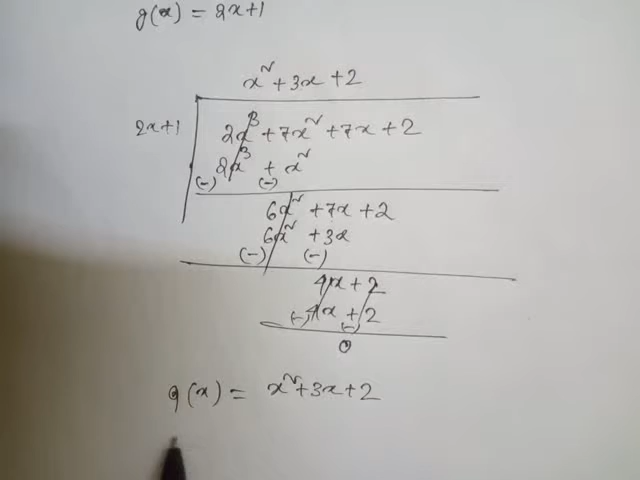 g(x) = 2x+1
x² + 3x + 2
2x+1
2x³ + 7x² + 7x + 2
2x³ + x²
(-) (-)
6x² + 7x + 2
6x² + 3x
(-) (-)
4x + 2
4x + 2
(-) (-)
0
q(x) = x² + 3x + 2